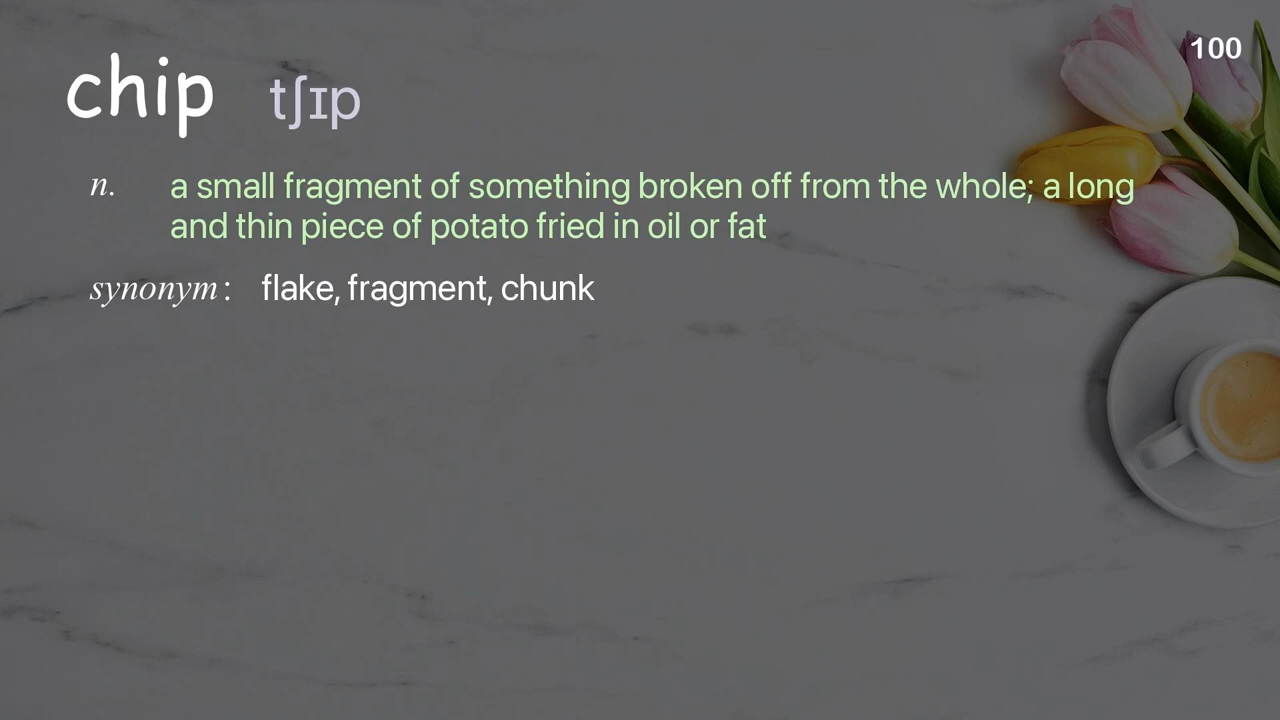 100
chip tʃɪp
n. a small fragment of something broken off from the whole; a long
and thin piece of potato fried in oil or fat
synonym: flake, fragment, chunk